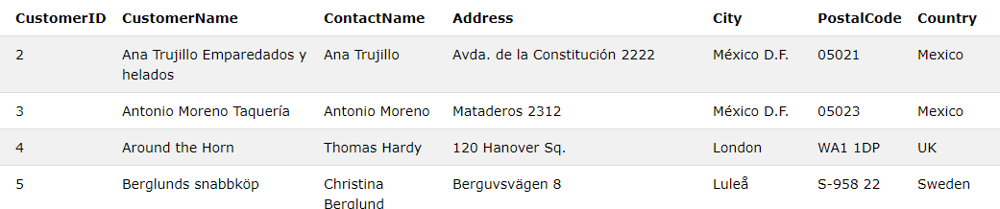 CustomerID CustomerName ContactName Address City PostalCode Country
2 Ana Trujillo Emparedados y Ana Trujillo Avda. de la Constitución 2222 México D.F. 05021 Mexico
helados
3 Antonio Moreno Taquería Antonio Moreno Mataderos 2312 México D.F. 05023 Mexico
4 Around the Horn Thomas Hardy 120 Hanover Sq. London WA1 1DP UK
5 Berglunds snabbköp Christina Berguvsvägen 8 Luleå S-958 22 Sweden
Berglund